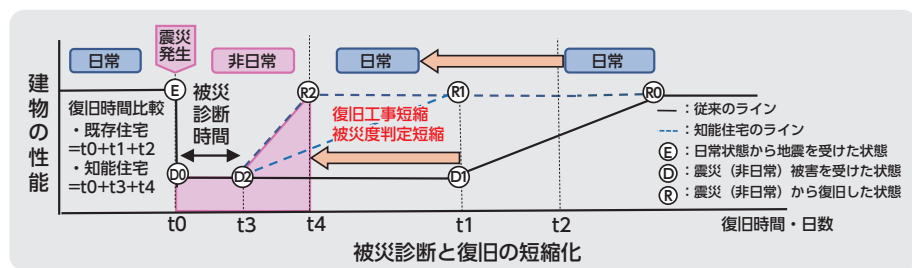 震災
発生
日常
非日常
日常
日常
建物の性能
E
R2
R1
R0
復旧時間比較
・既存住宅
=t0+t1+t2
・知能住宅
=t0+t3+t4
被災
診断
時間
復旧工事短縮
被災度判定短縮
D0
D2
D1
：従来のライン
：知能住宅のライン
E：日常状態から地震を受けた状態
D：震災（非日常）被害を受けた状態
R：震災（非日常）から復旧した状態
t0
t3
t4
t1
t2
復旧時間・日数
被災診断と復旧の短縮化